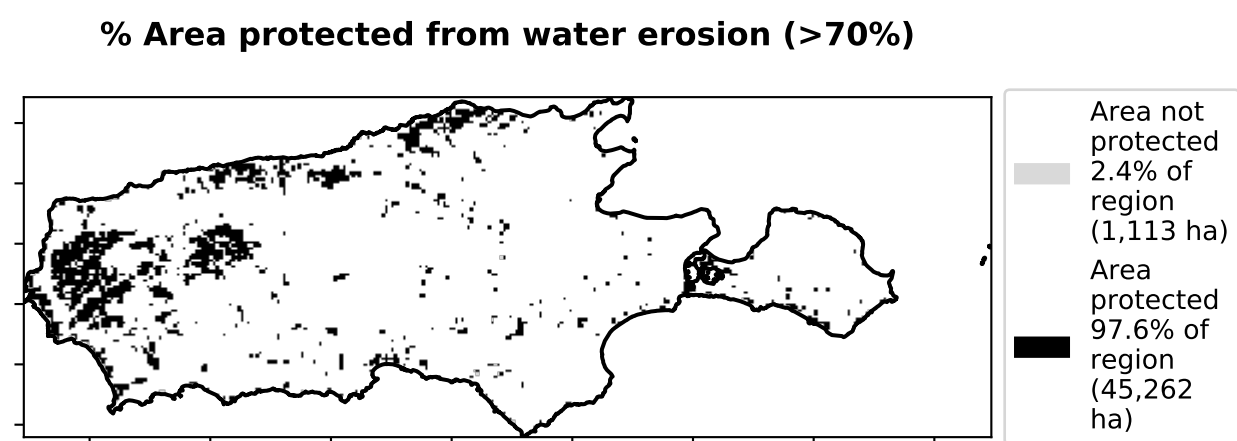 % Area protected from water erosion (>70%)
Area not
protected
2.4% of
region
(1,113 ha)
Area
protected
97.6% of
region
(45,262
ha)